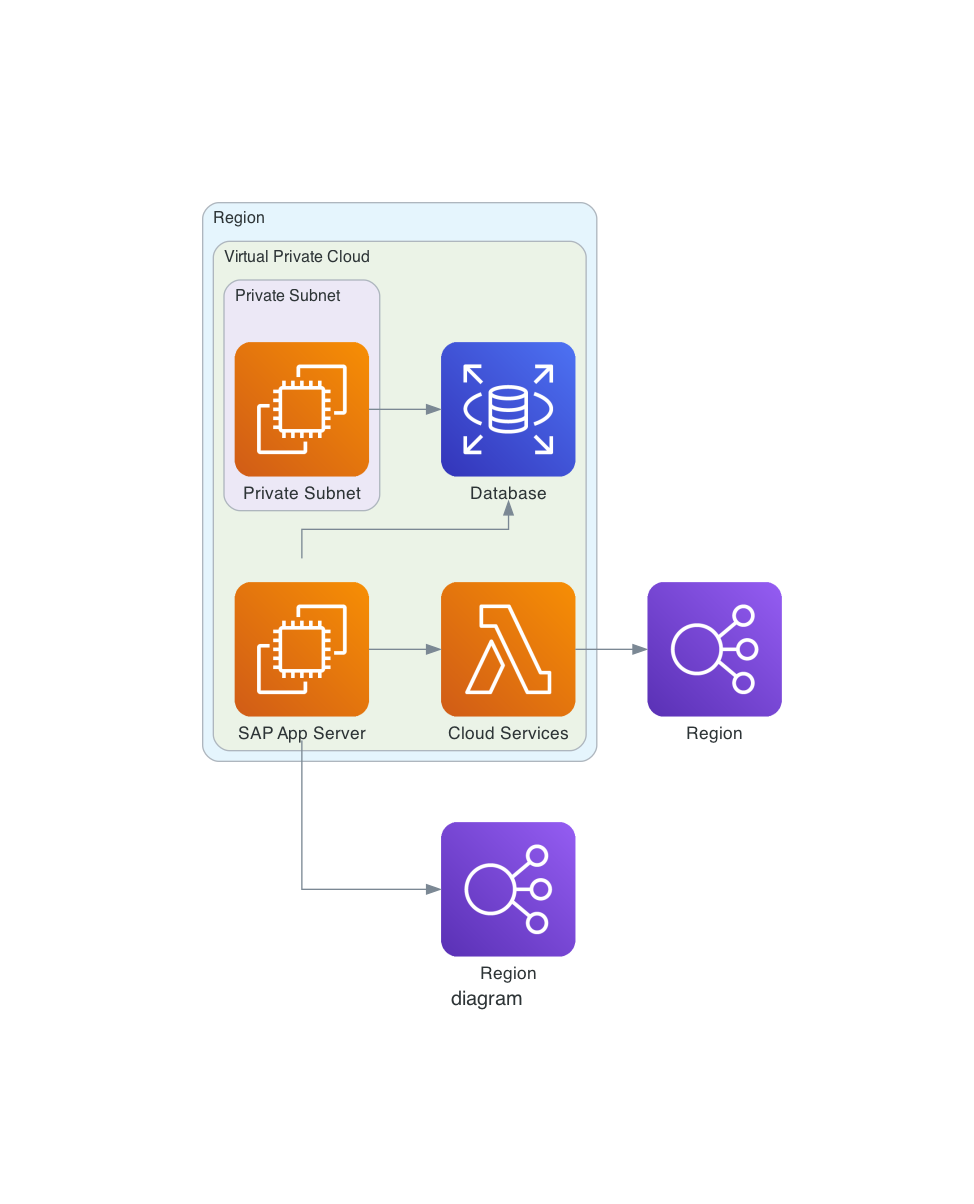 Region
Virtual Private Cloud
Private Subnet
Private Subnet
Database
SAP App Server
Cloud Services
Region
Region
diagram